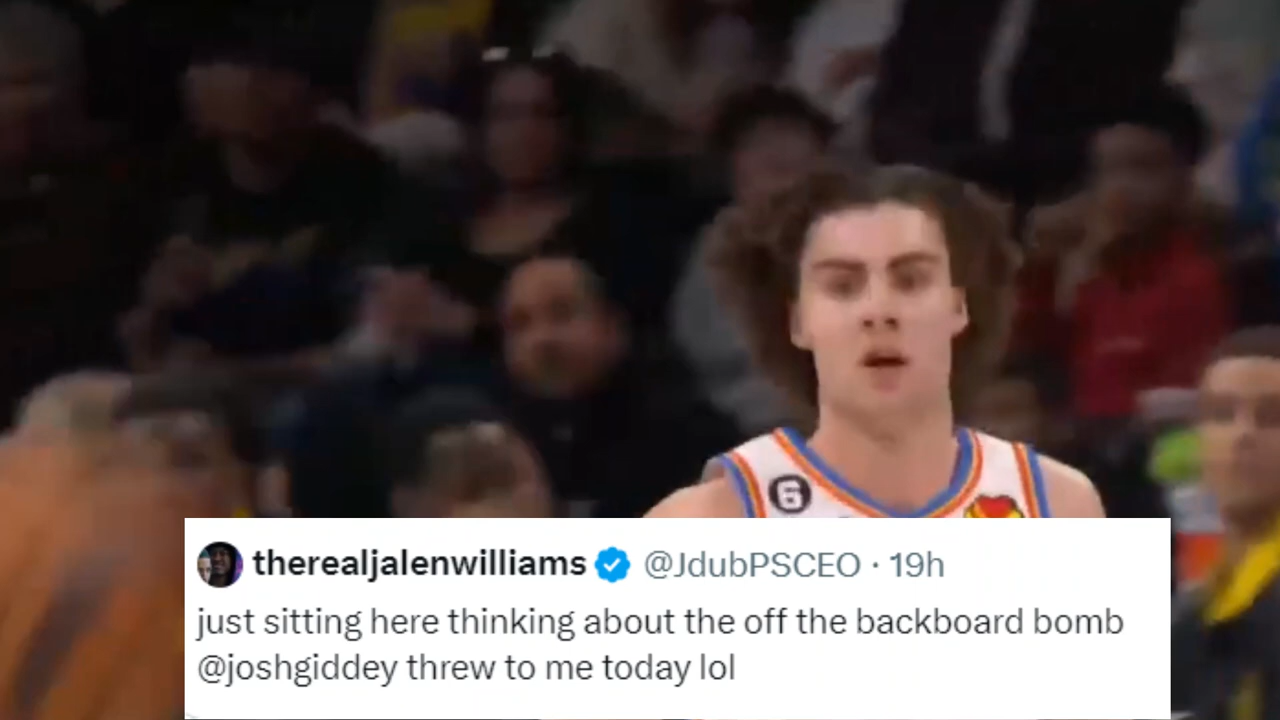 6
therealjalenwilliams @JdubPSCEO · 19h
just sitting here thinking about the off the backboard bomb
@joshgiddey threw to me today lol